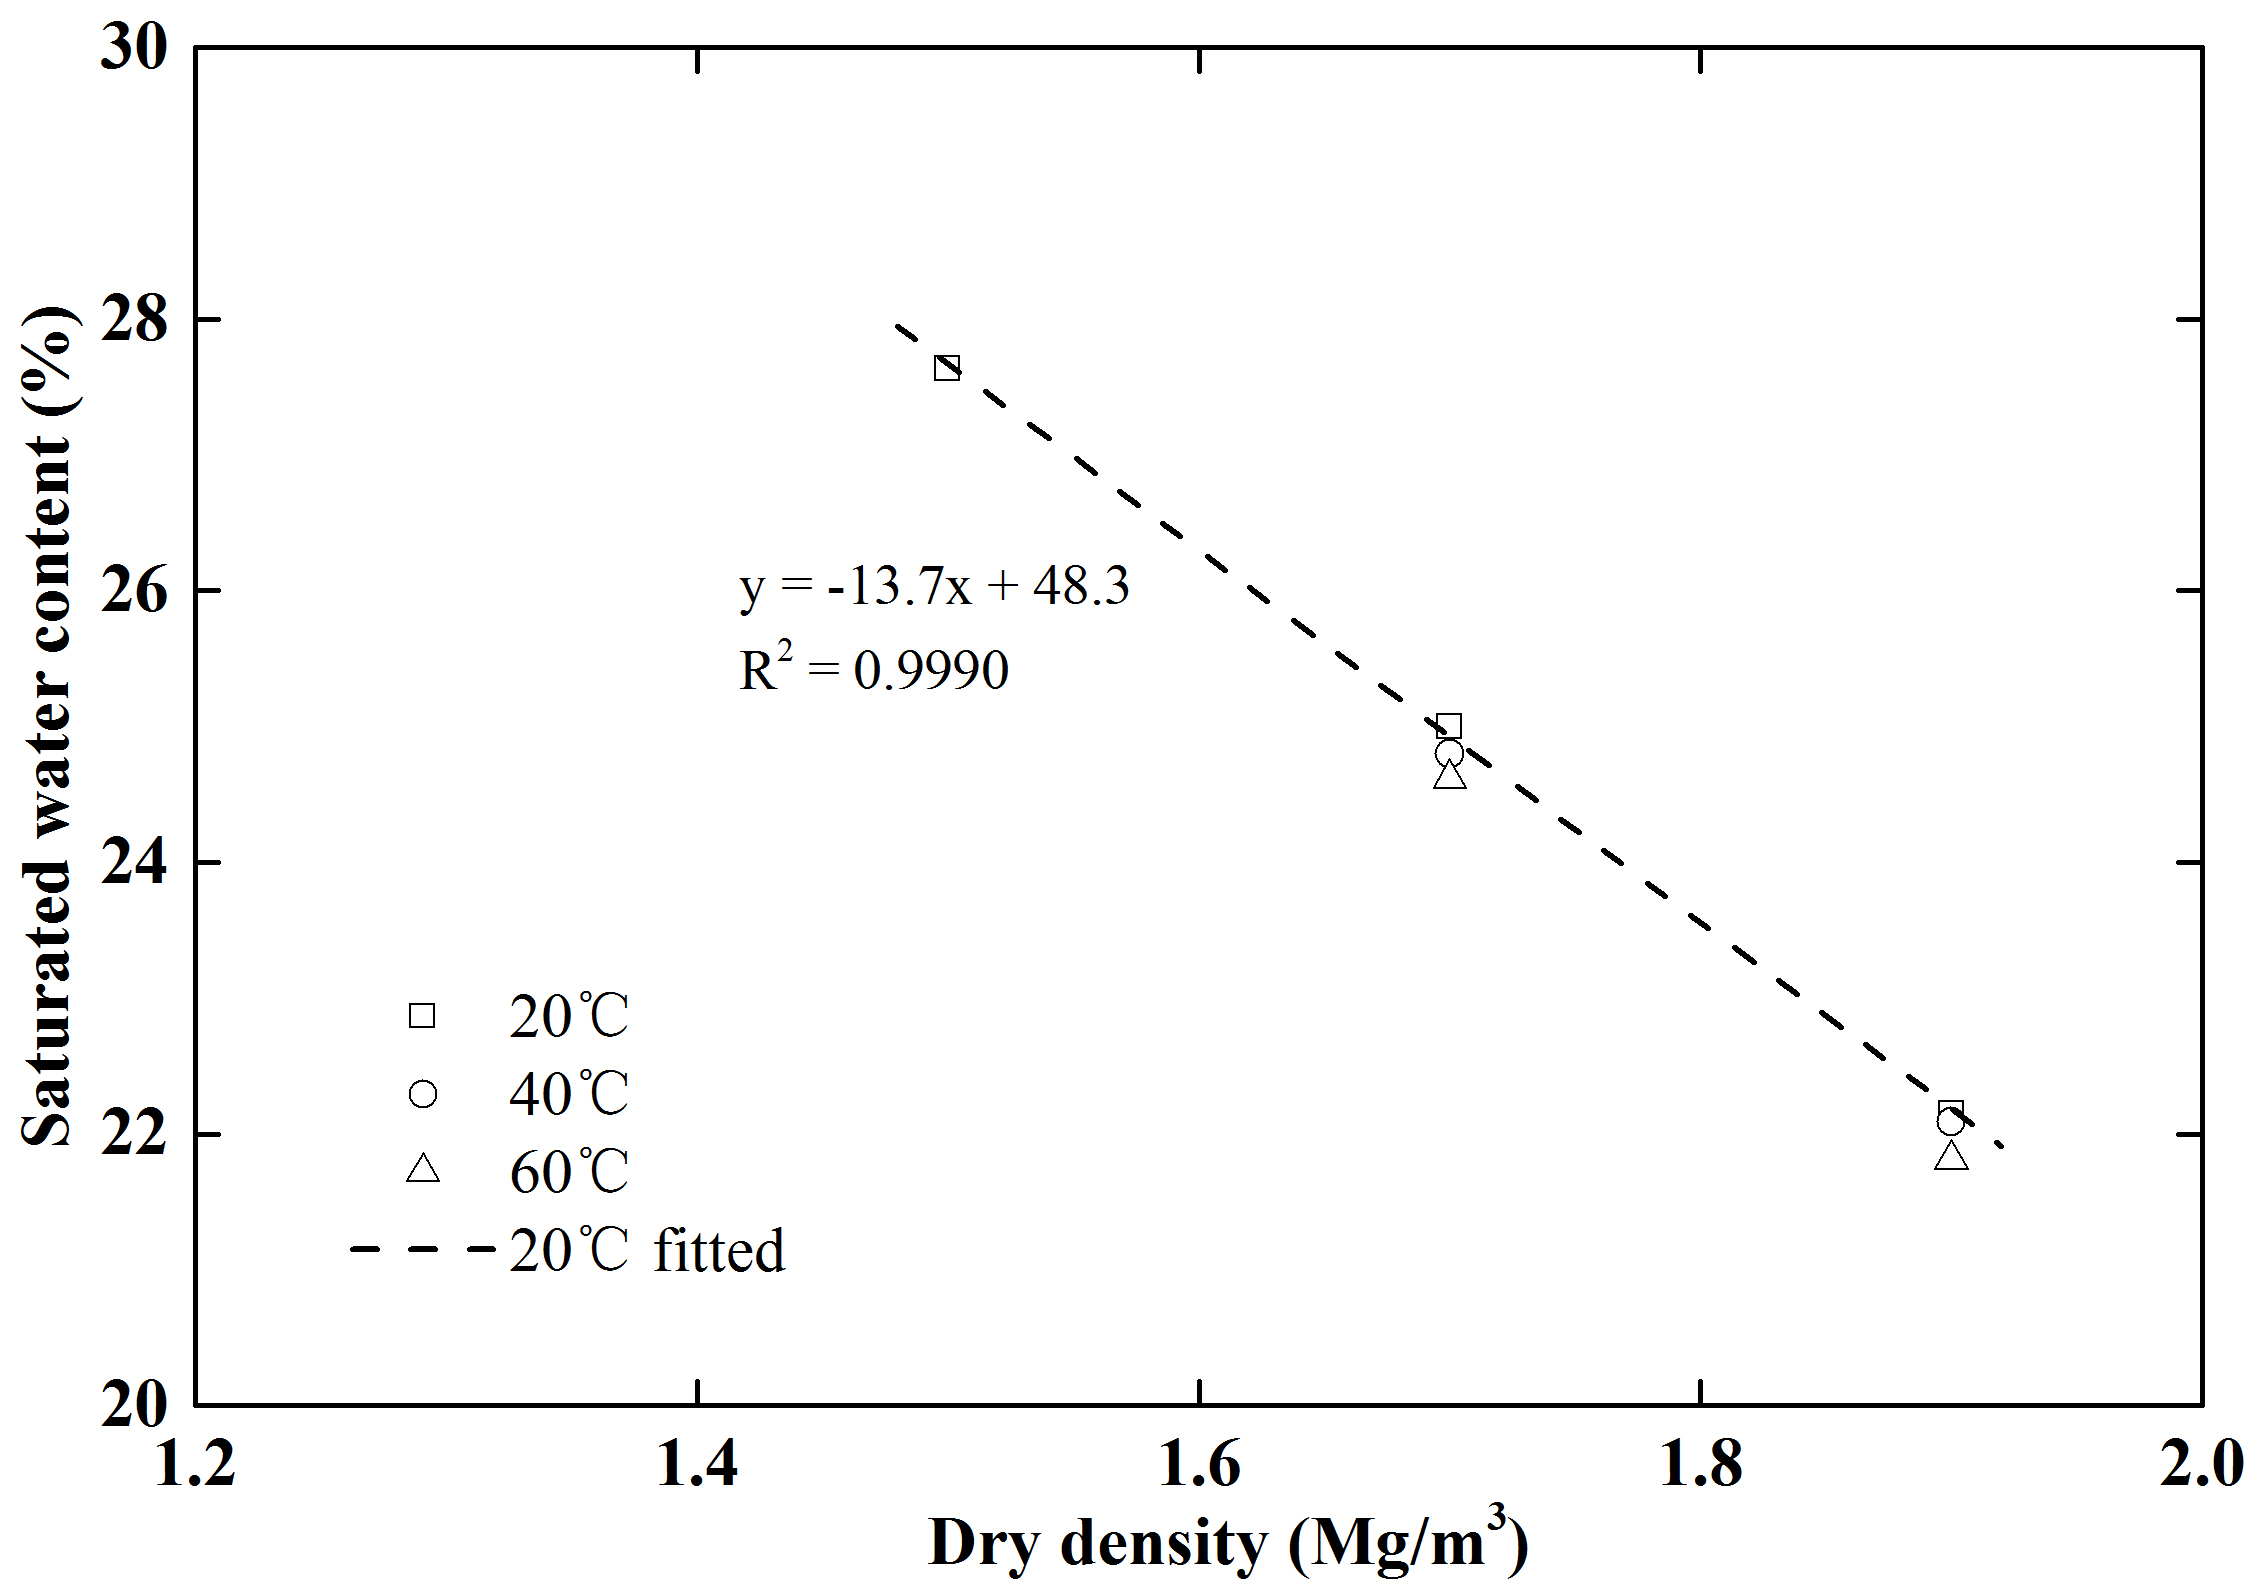 30
28
26
24
22
20
Saturated water content (%)
y = -13.7x + 48.3
R² = 0.9990
20℃
40℃
60℃
20℃ fitted
1.2 1.4 1.6 1.8 2.0
Dry density (Mg/m³)